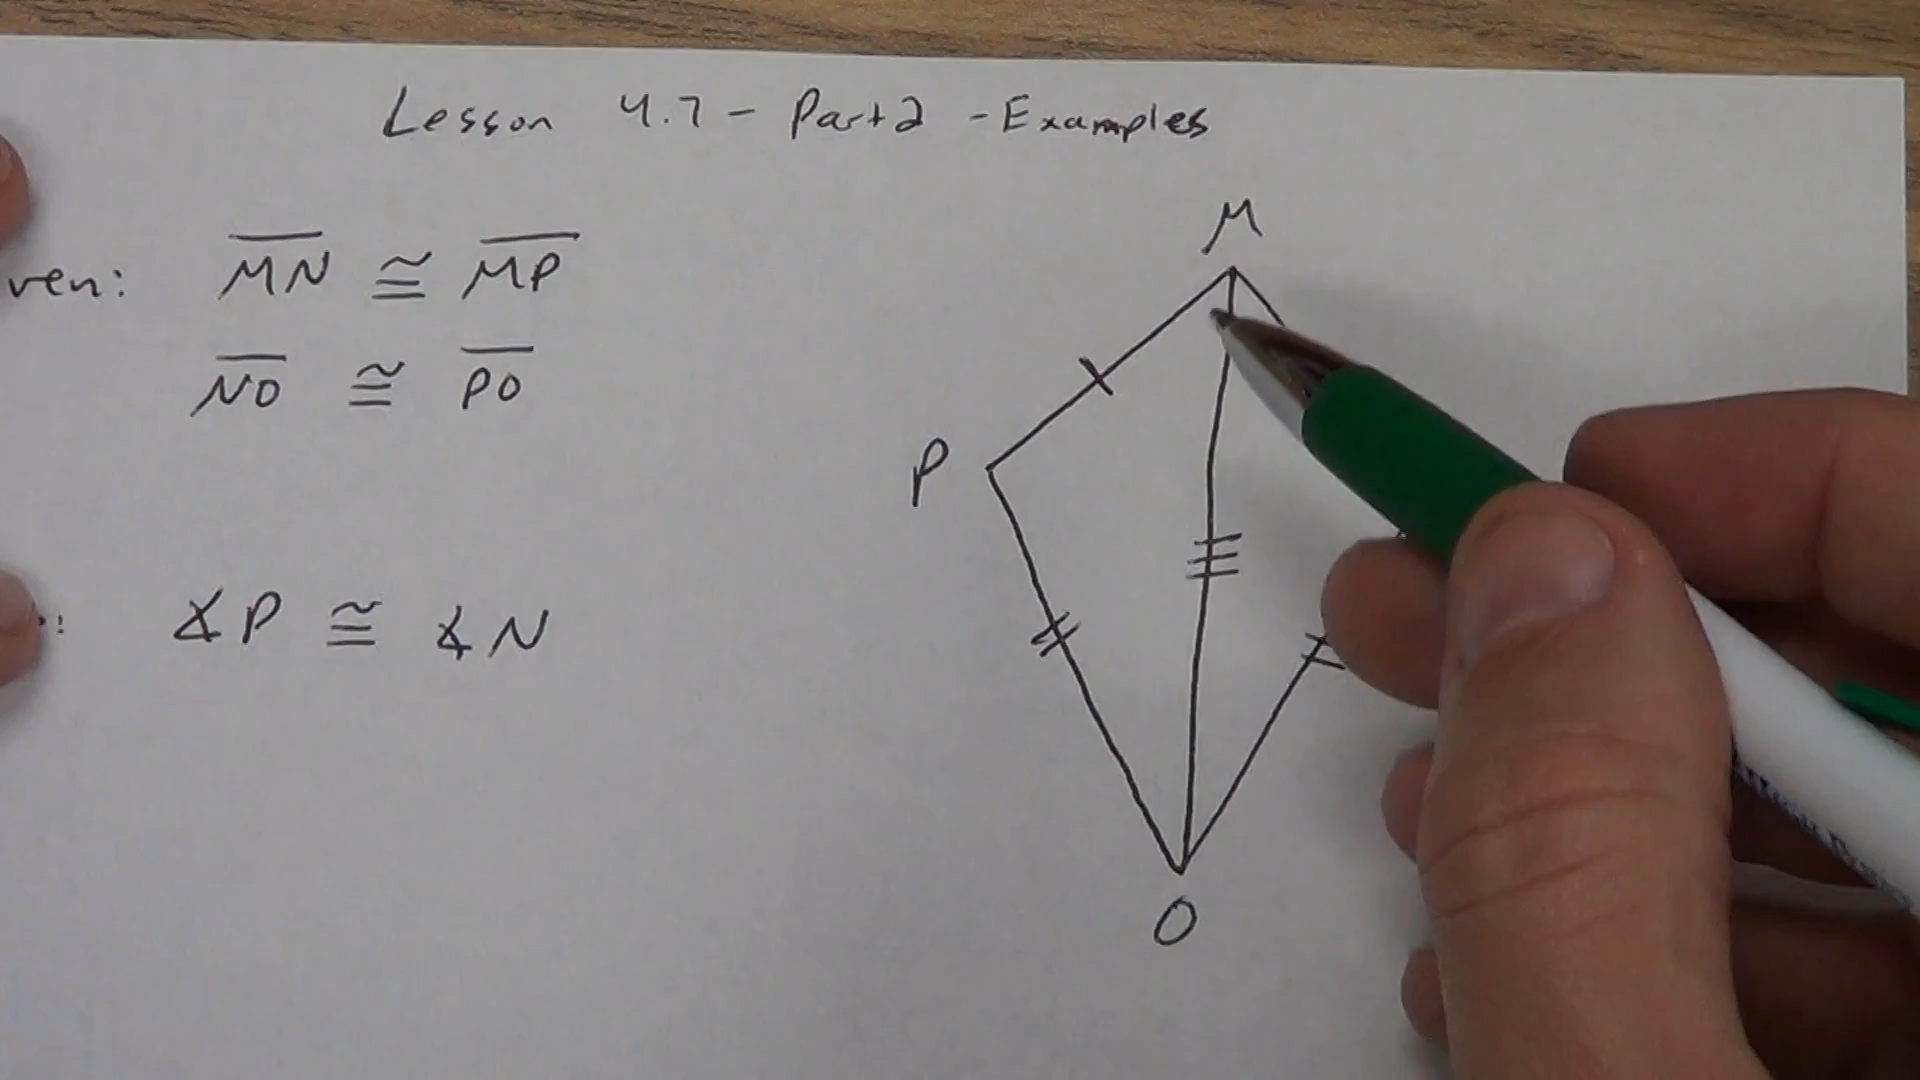 Lesson 4.7 - Part 2 - Examples
ven: MN ≅ MP
NO ≅ PO
∡P ≅ ∡N
M
P
O